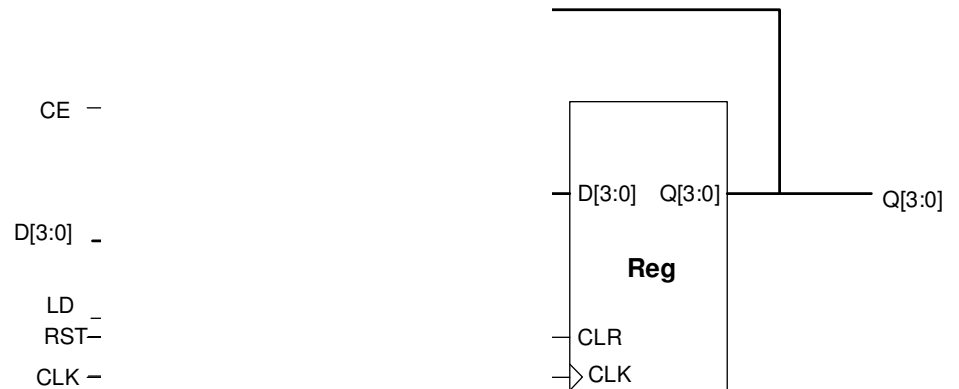 CE
D[3:0] Q[3:0]
Q[3:0]
D[3:0]
Reg
LD
RST
CLR
CLK
CLK